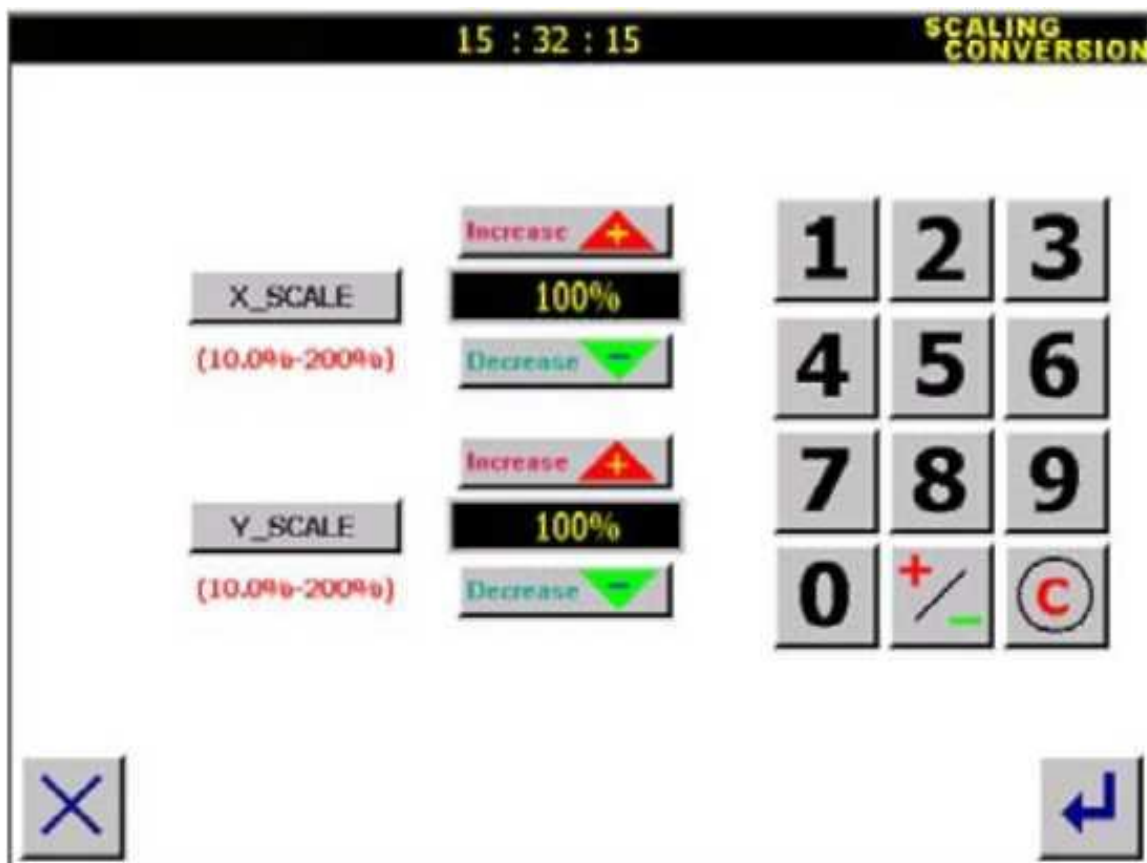 15 : 32 : 15
SCALING
CONVERSION
Increase +
X_SCALE
100%
(10.0%-200%)
Decrease -
Increase +
Y_SCALE
100%
(10.0%-200%)
Decrease -
1 2 3
4 5 6
7 8 9
0 +/- C